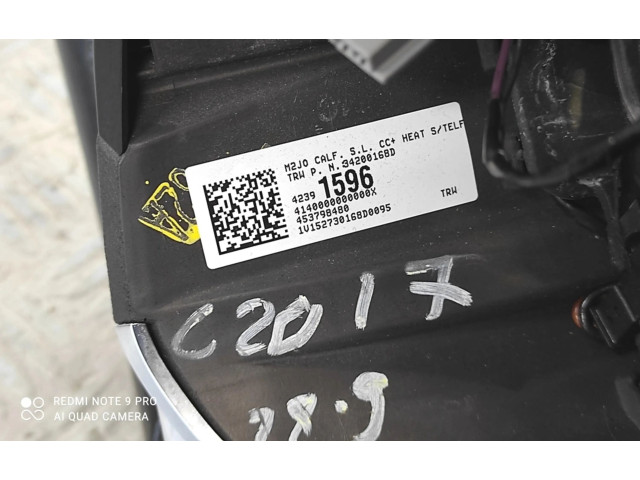 M2JO CALF. S.L. CC+ HEAT S/TELF
TRW P. N.34200168D
4239 1596
4140000000000X
45379B4B0 TRW
1V152730168D0095
C2017
REDMI NOTE 9 PRO
AI QUAD CAMERA